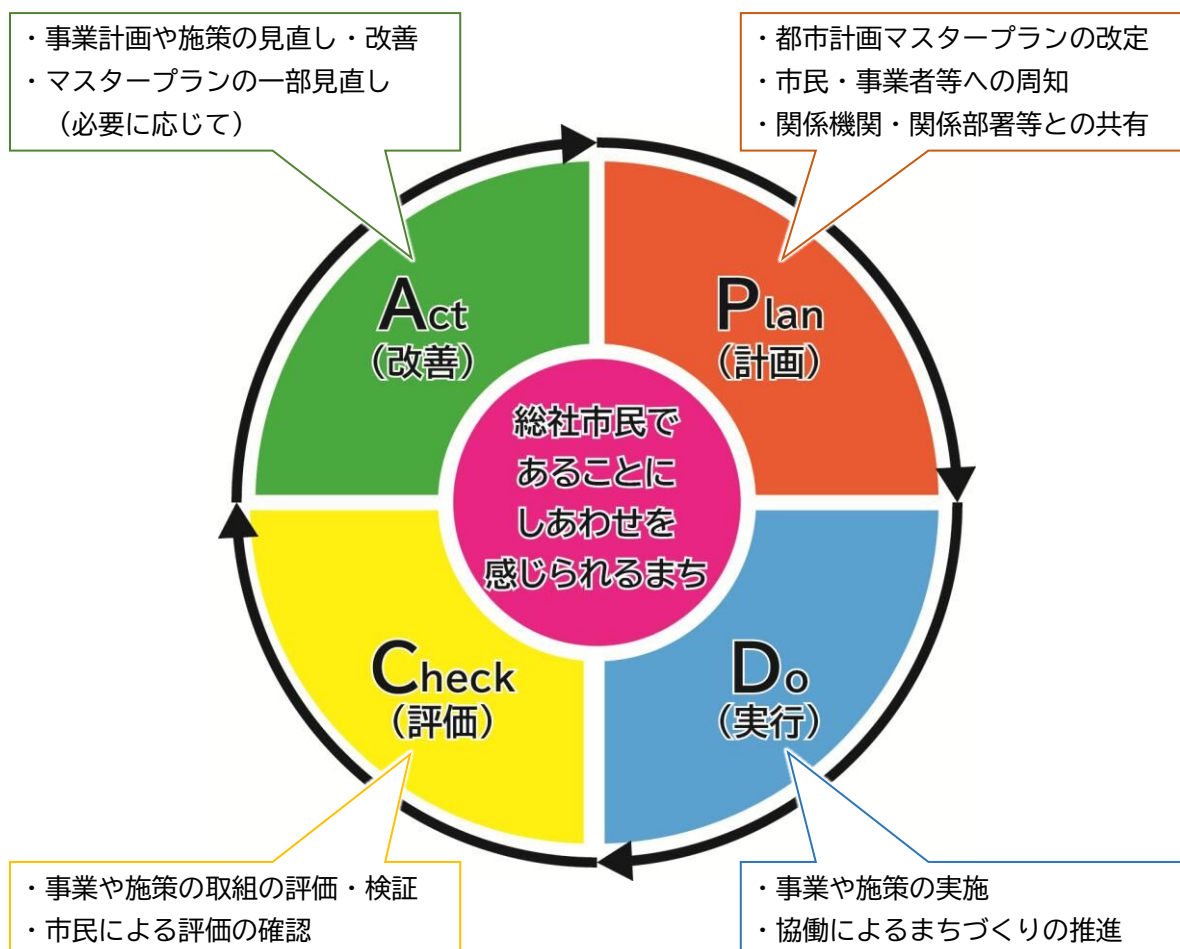 ・事業計画や施策の見直し・改善
・マスタープランの一部見直し
（必要に応じて）
・都市計画マスタープランの改定
・市民・事業者等への周知
・関係機関・関係部署等との共有
Act
（改善）
Plan
（計画）
総社市民で
あることに
しあわせを
感じられるまち
Check
（評価）
Do
（実行）
・事業や施策の取組の評価・検証
・市民による評価の確認
・事業や施策の実施
・協働によるまちづくりの推進